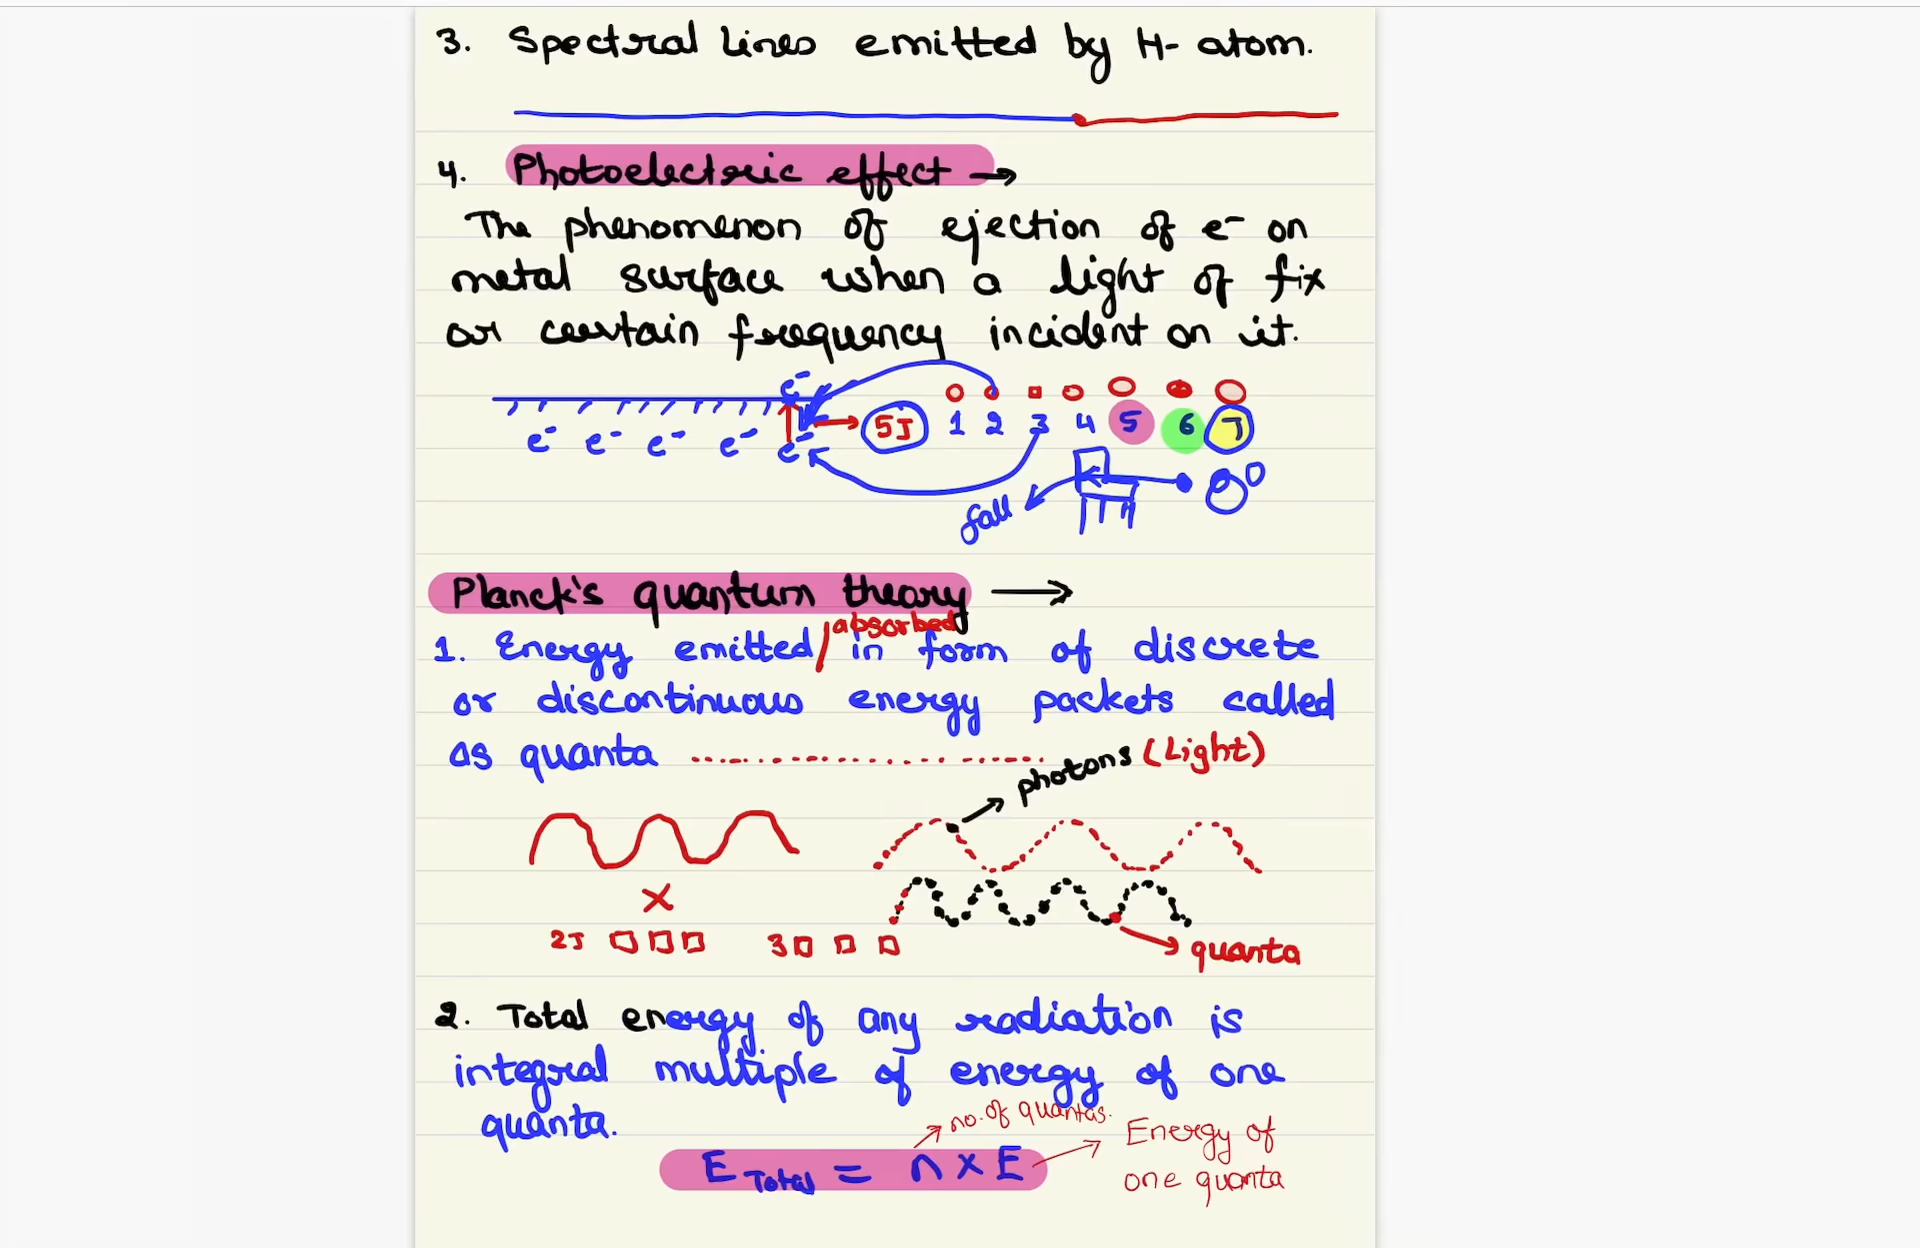 3. Spectral Lines emitted by H- atom.
4. Photoelectric effect →
The phenomenon of ejection of e⁻ on
metal surface when a light of fix
or certain frequency incident on it.
e⁻
5J 1 2 3 4 5 6 J
e⁻ e⁻ e⁻ e⁻ e⁻
fall
Planck's quantum theory →
absorbed
1. Energy emitted/ in form of discrete
or discontinuous energy packets called
as quanta
photons (Light)
×
2J 3
quanta
2. Total energy of any radiation is
integral multiple of energy of one
quanta.
no. of quantas.
E Total = n × E
Energy of
one quanta